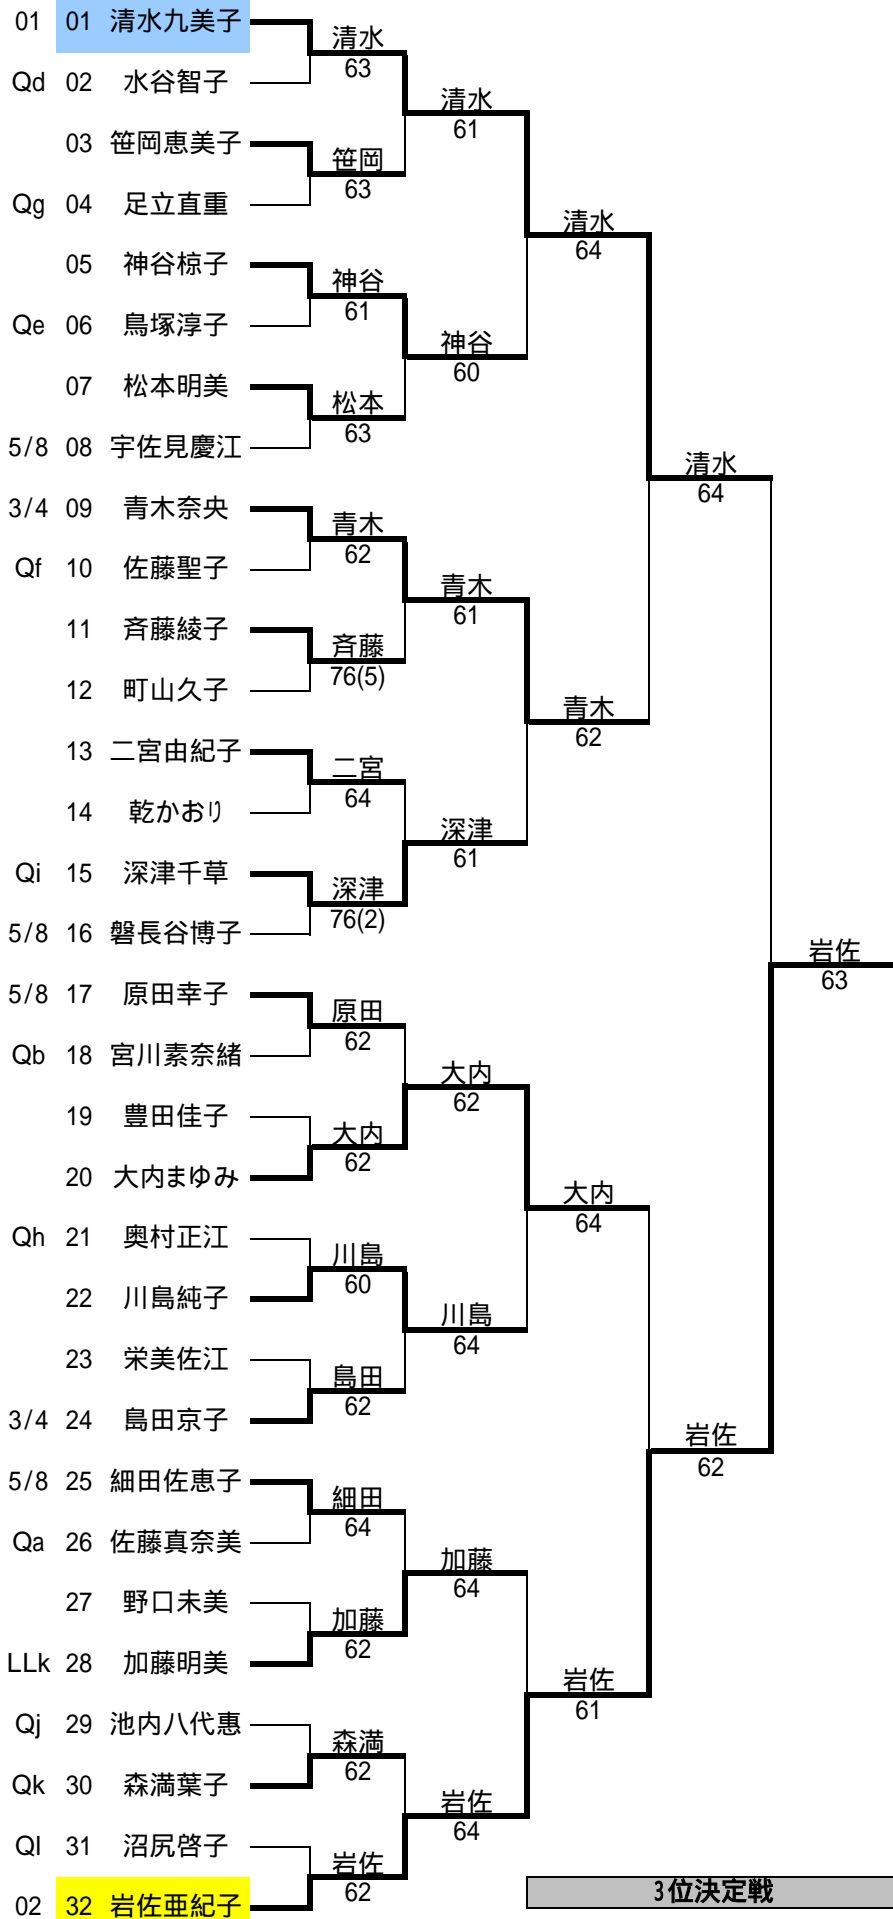 01 01 清水九美子
Qd 02 水谷智子
03 笹岡恵美子
Qg 04 足立直重
05 神谷椋子
Qe 06 鳥塚淳子
07 松本明美
5/8 08 宇佐見慶江
3/4 09 青木奈央
Qf 10 佐藤聖子
11 斉藤綾子
12 町山久子
13 二宮由紀子
14 乾かおり
Qi 15 深津千草
5/8 16 磐長谷博子
5/8 17 原田幸子
Qb 18 宮川素奈緒
19 豊田佳子
20 大内まゆみ
Qh 21 奥村正江
22 川島純子
23 栄美佐江
3/4 24 島田京子
5/8 25 細田佐恵子
Qa 26 佐藤真奈美
27 野口未美
LLk 28 加藤明美
Qj 29 池内八代惠
Qk 30 森満葉子
Ql 31 沼尻啓子
02 32 岩佐亜紀子
清水
63
笹岡
63
神谷
61
松本
63
青木
62
斉藤
76(5)
二宮
64
深津
76(2)
原田
62
大内
62
川島
60
島田
62
細田
64
加藤
62
森満
62
岩佐
62
清水
61
神谷
60
青木
61
深津
61
大内
62
川島
64
加藤
64
岩佐
64
清水
64
青木
62
大内
64
岩佐
61
清水
64
岩佐
62
岩佐
63
3位決定戦